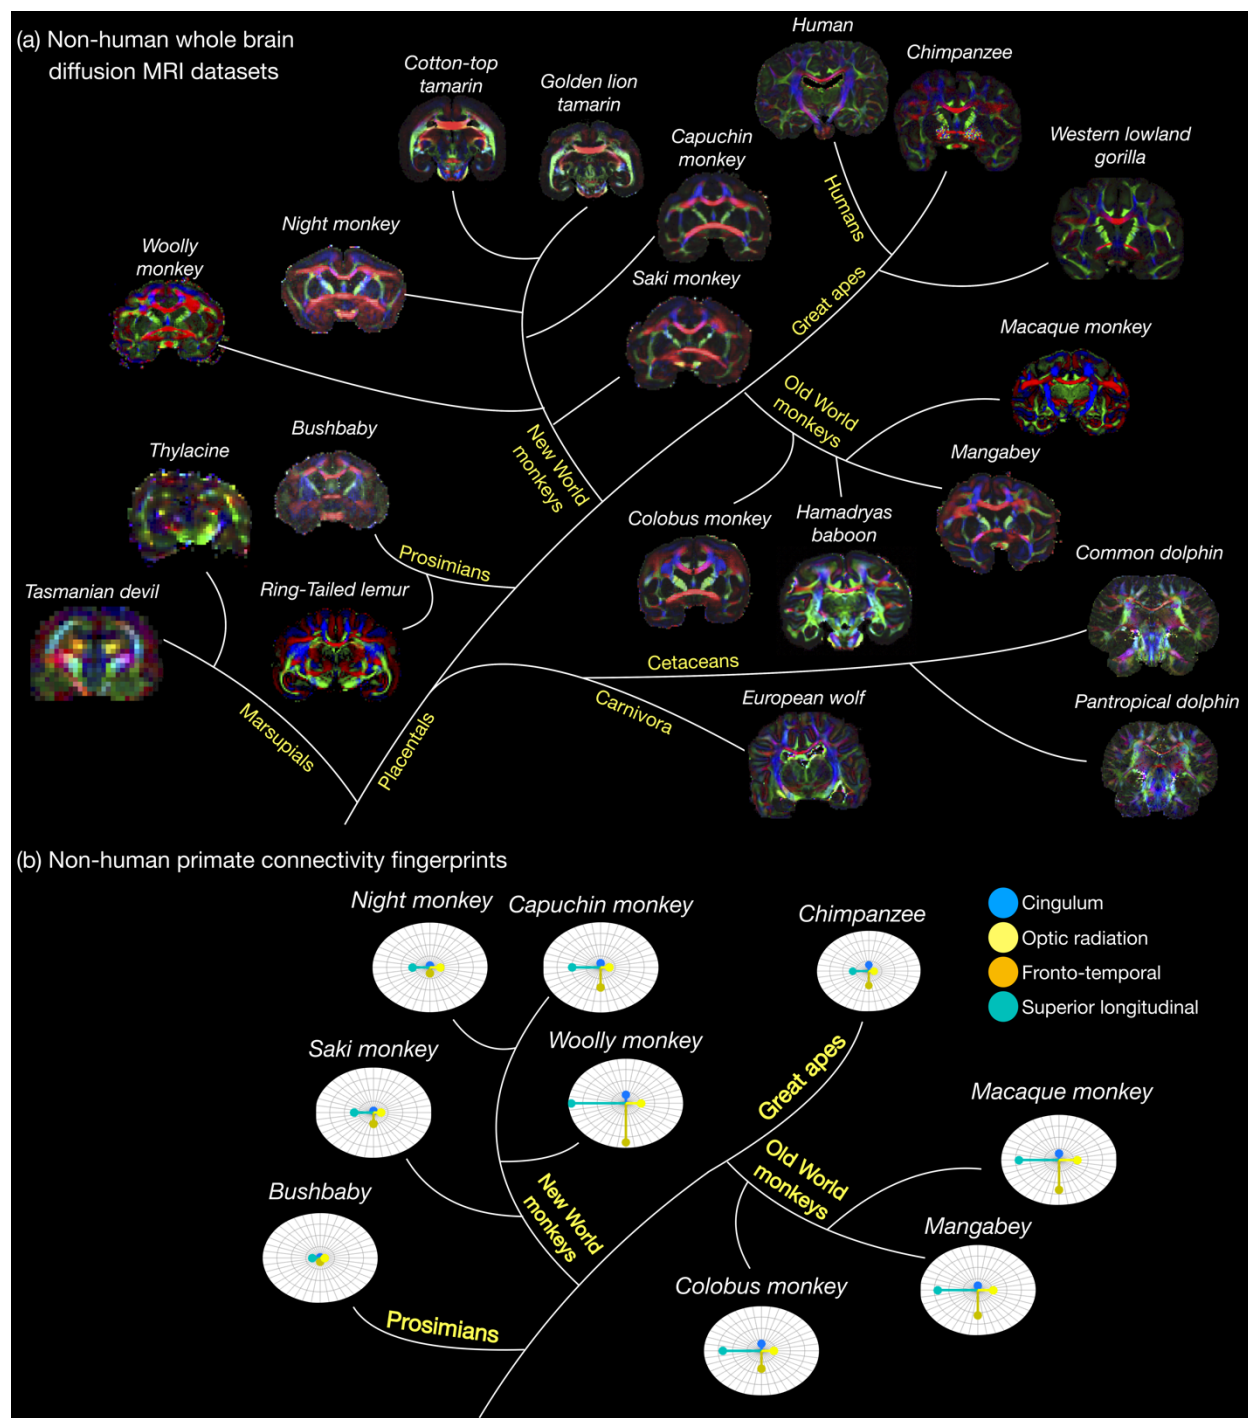 (a) Non-human whole brain
diffusion MRI datasets
Human
Chimpanzee
Cotton-top
tamarin
Golden lion
tamarin
Capuchin
monkey
Western lowland
gorilla
Night monkey
Woolly
monkey
Saki monkey
Humans
Great apes
Macaque monkey
Old World
monkeys
New World
monkeys
Bushbaby
Thylacine
Mangabey
Colobus monkey
Hamadryas
baboon
Common dolphin
Prosimians
Tasmanian devil
Ring-Tailed lemur
Cetaceans
Carnivora
European wolf
Pantropical dolphin
Marsupials
Placentals
(b) Non-human primate connectivity fingerprints
Night monkey
Capuchin monkey
Chimpanzee
Cingulum
Optic radiation
Fronto-temporal
Superior longitudinal
Saki monkey
Woolly monkey
Great apes
Macaque monkey
Old World
monkeys
New World
monkeys
Bushbaby
Mangabey
Colobus monkey
Prosimians